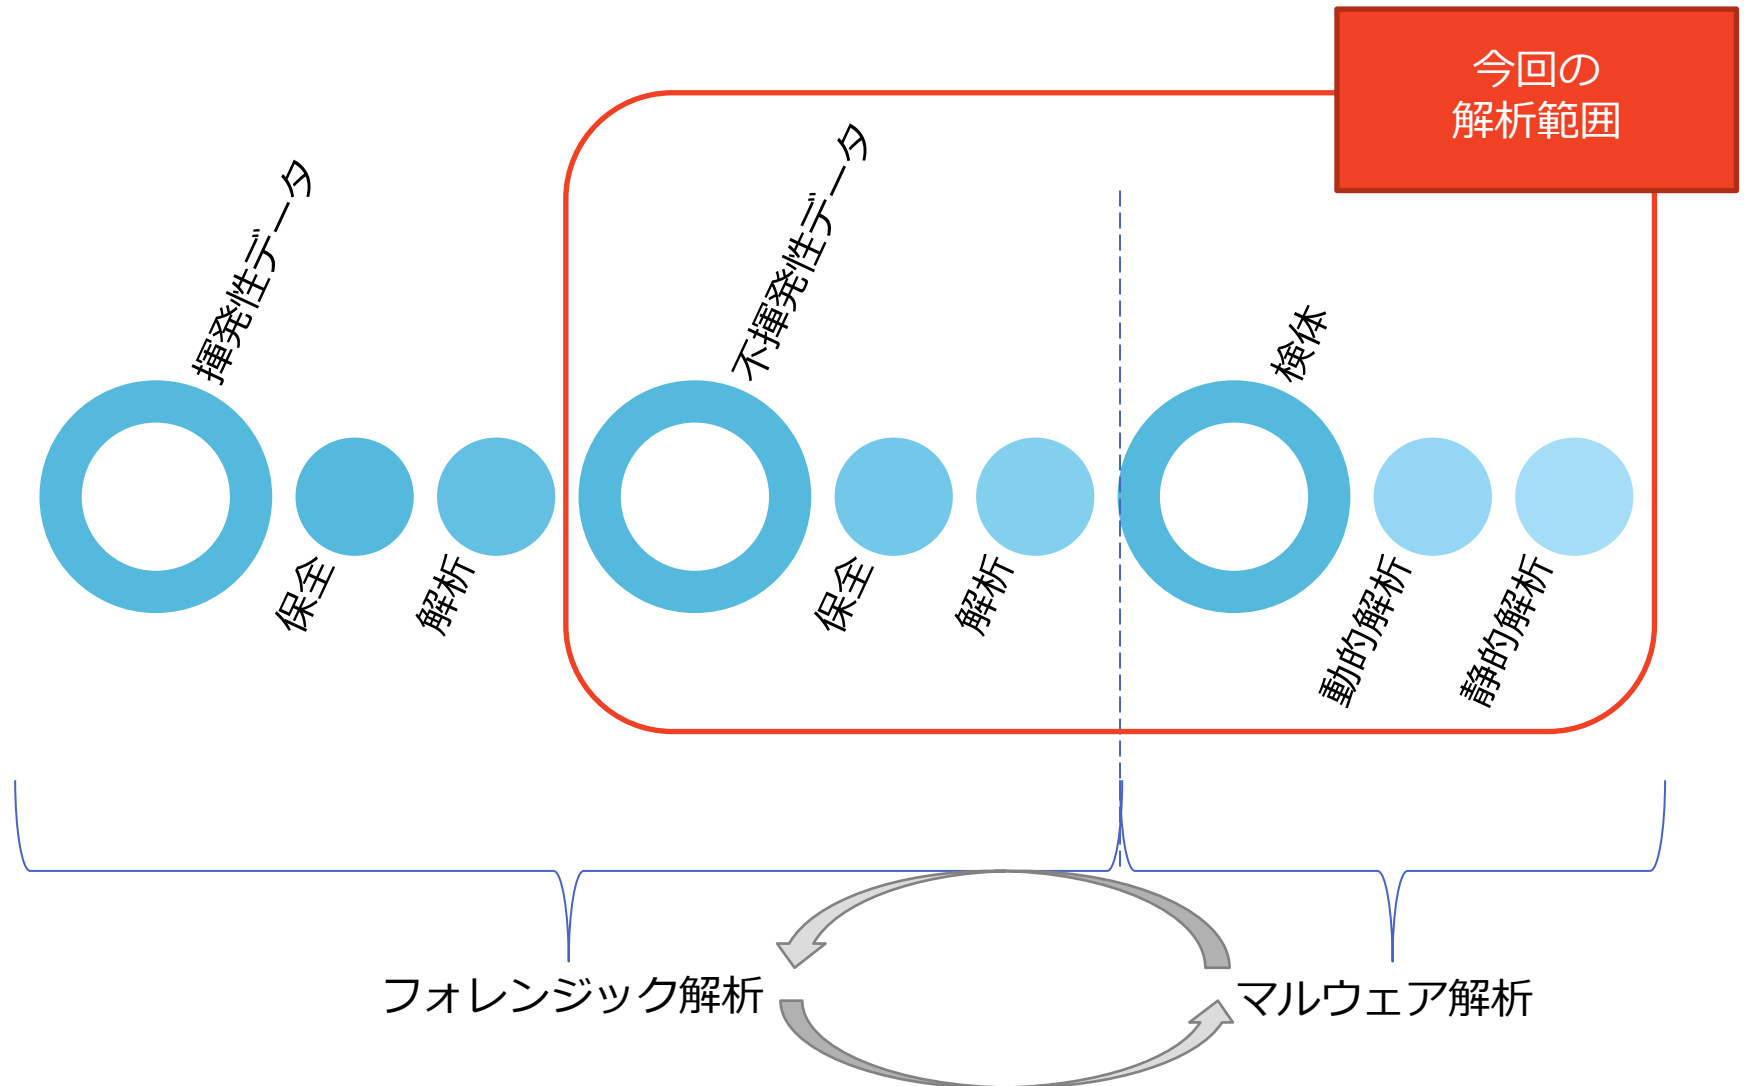 今回の
解析範囲
揮発性データ
不揮発性データ
検体
保全
解析
保全
解析
動的解析
静的解析
フォレンジック解析
マルウェア解析